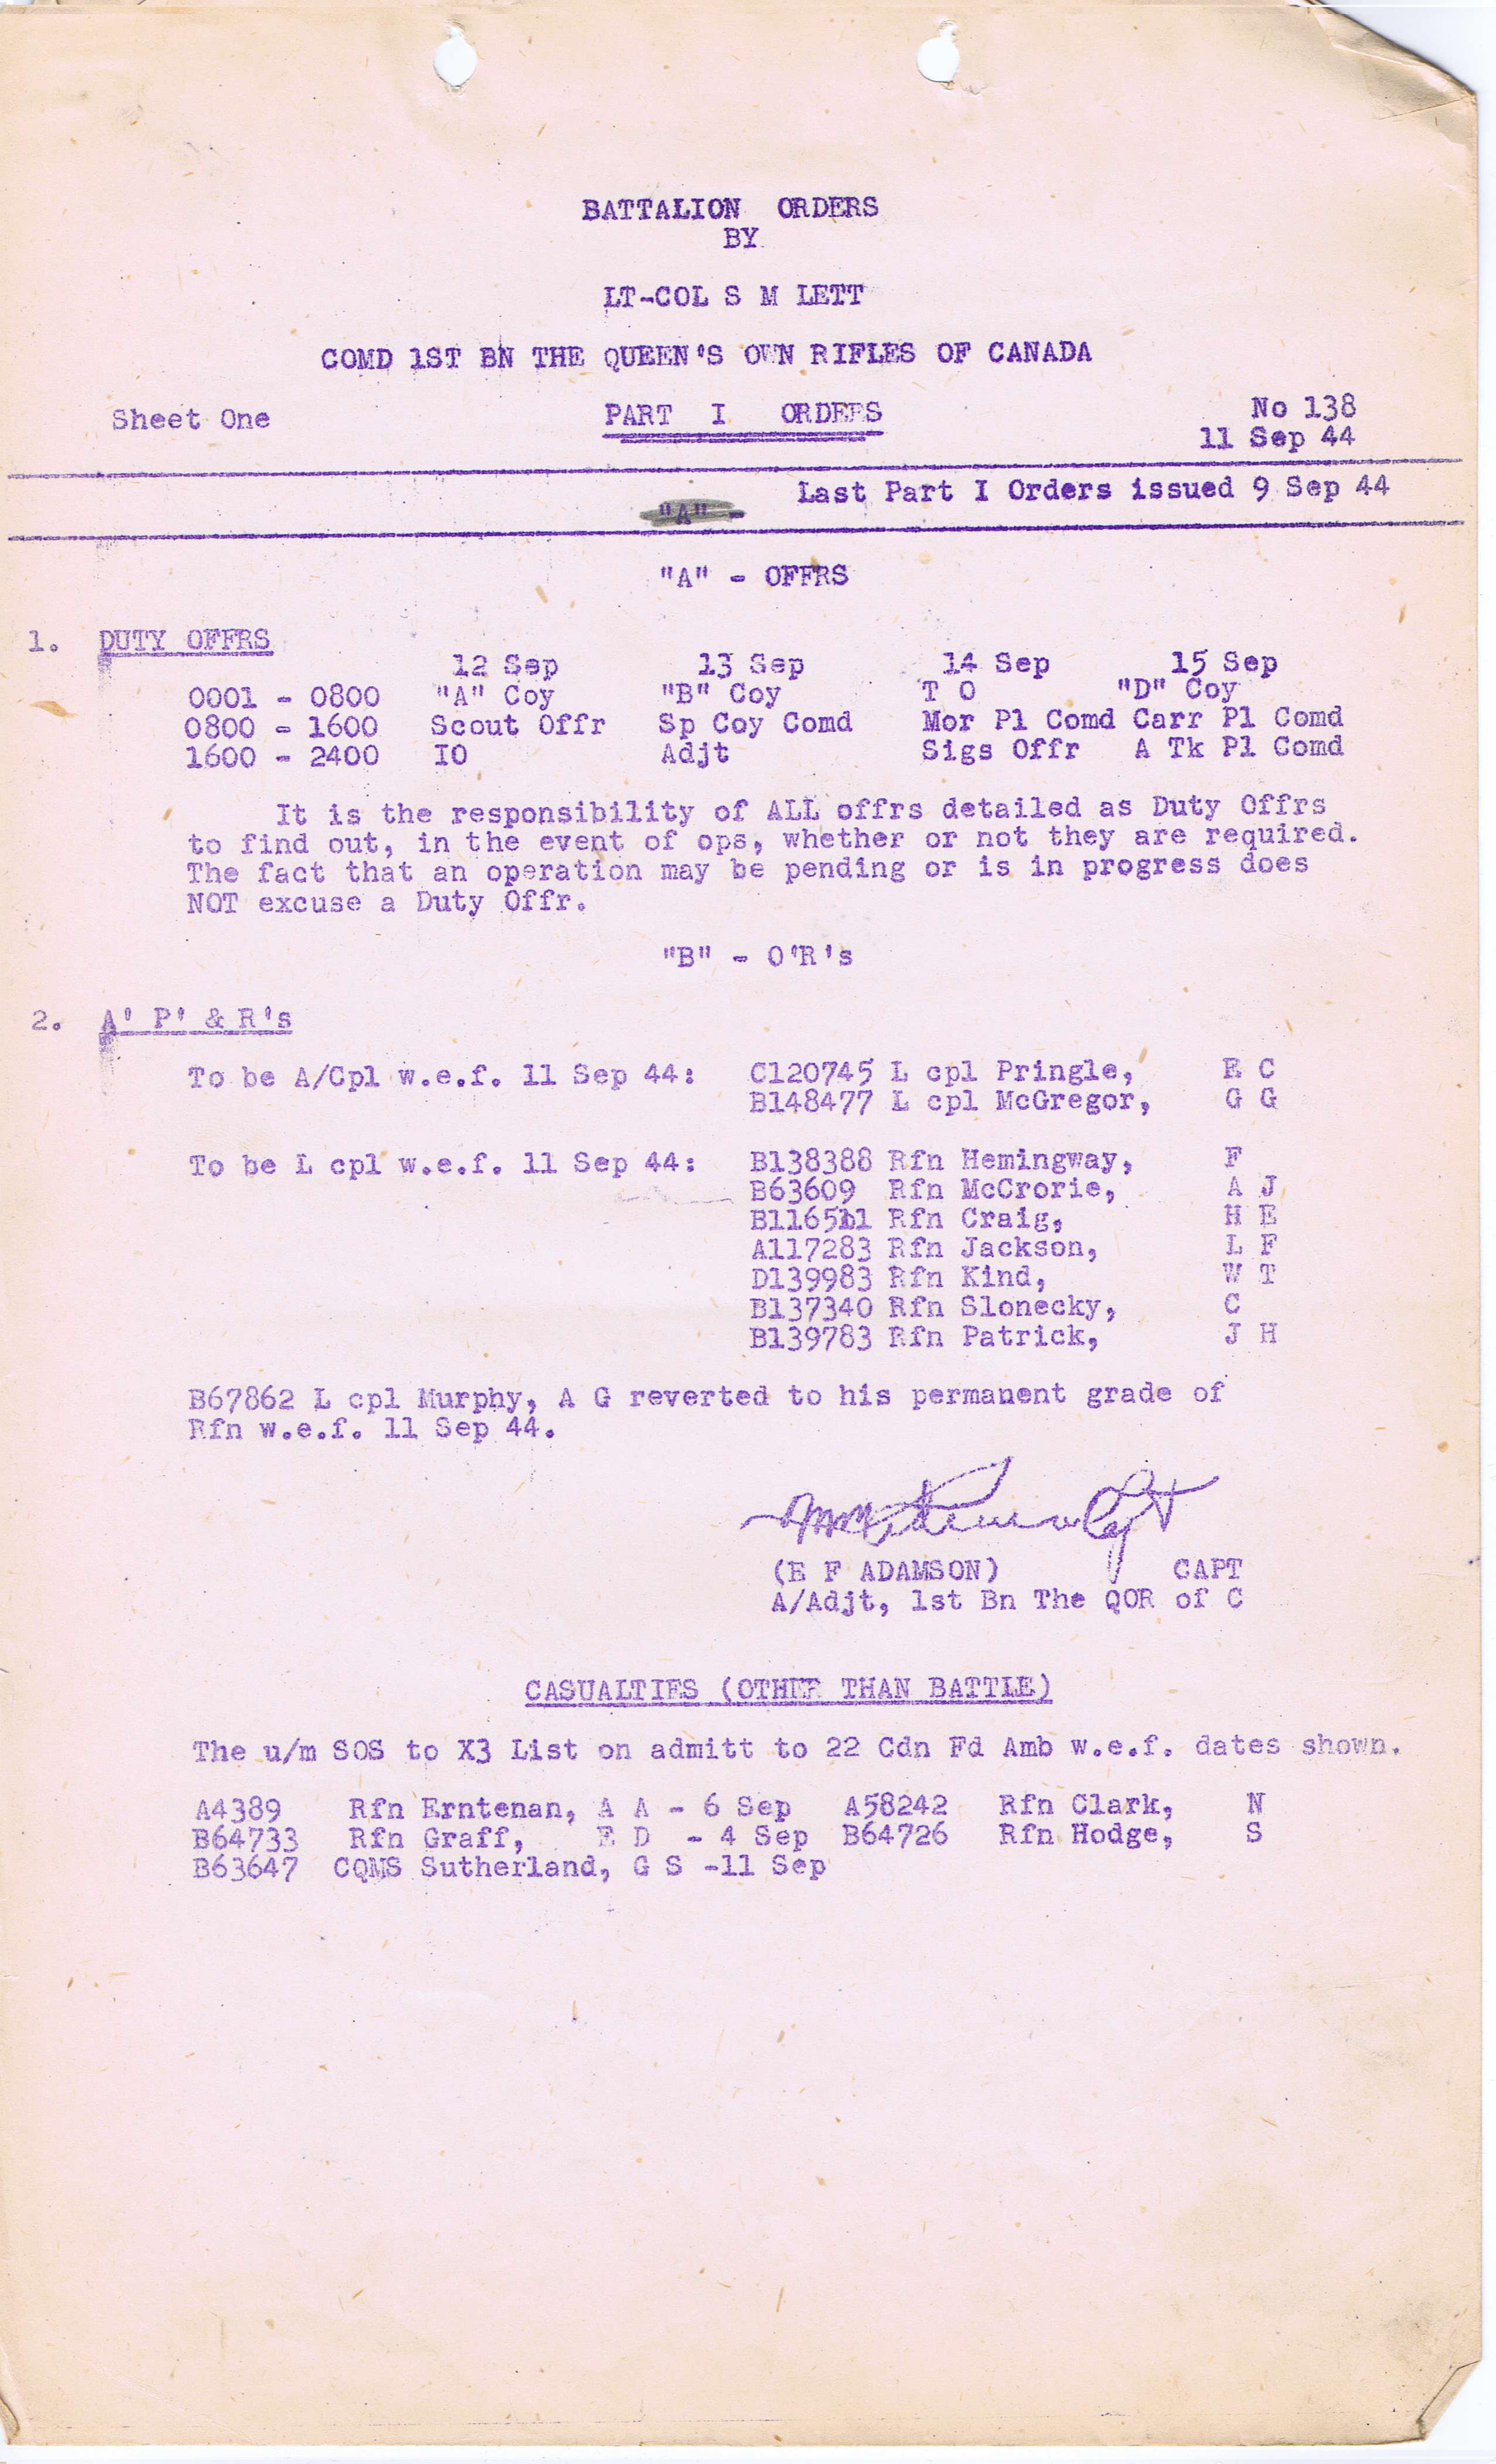 BATTALION ORDERS
BY
LT-COL S M LETT
COMD 1ST BN THE QUEEN'S OWN RIFLES OF CANADA
Sheet One PART I ORDERS No 138
11 Sep 44
Last Part I Orders issued 9 Sep 44
"A" -
"A" - OFFRS
1. DUTY OFFRS
12 Sep 13 Sep 14 Sep 15 Sep
0001 - 0800 "A" Coy "B" Coy T O "D" Coy
0800 - 1600 Scout Offr Sp Coy Comd Mor Pl Comd Carr Pl Comd
1600 - 2400 IO Adjt Sigs Offr A Tk Pl Comd
It is the responsibility of ALL offrs detailed as Duty Offrs
to find out, in the event of ops, whether or not they are required.
The fact that an operation may be pending or is in progress does
NOT excuse a Duty Offr.
"B" - O'R's
2. A' P' & R's
To be A/Cpl w.e.f. 11 Sep 44: C120745 L cpl Pringle, R C
B148477 L cpl McGregor, G G
To be L cpl w.e.f. 11 Sep 44: B138388 Rfn Hemingway, F
B63609 Rfn McCrorie, A J
Rfn Craig, H E
A117283 Rfn Jackson, L F
D139983 Rfn Kind, W T
B137340 Rfn Slonecky, C
B139783 Rfn Patrick, J H
B67862 L cpl Murphy, A G reverted to his permanent grade of
Rfn w.e.f. 11 Sep 44.
Capt
(E F ADAMSON) CAPT
A/Adjt, 1st Bn The QOR of C
CASUALTIES (OTHER THAN BATTLE)
The u/m SOS to X3 List on admitt to 22 Cdn Fd Amb w.e.f. dates shown.
A4389 Rfn Erntenan, A A - 6 Sep A58242 Rfn Clark, N
B64733 Rfn Graff, E D - 4 Sep B64726 Rfn Hodge, S
B63647 CQMS Sutherland, G S -11 Sep